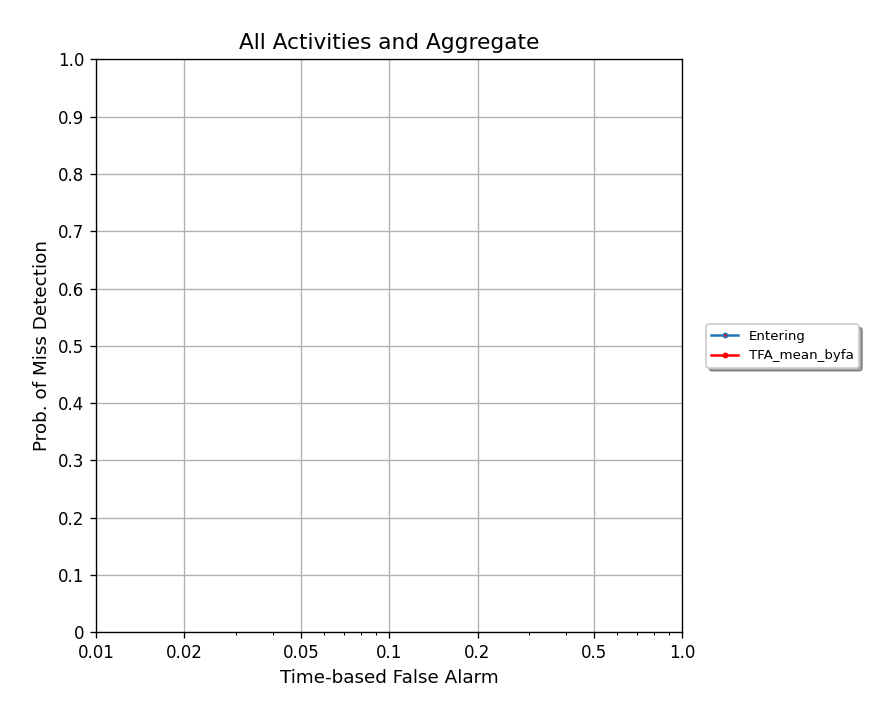 All Activities and Aggregate
1.0
0.9
0.8
0.7
0.6
0.5
0.4
0.3
0.2
0.1
0
Prob. of Miss Detection
0.01 0.02 0.05 0.1 0.2 0.5 1.0
Time-based False Alarm
Entering
TFA_mean_byfa